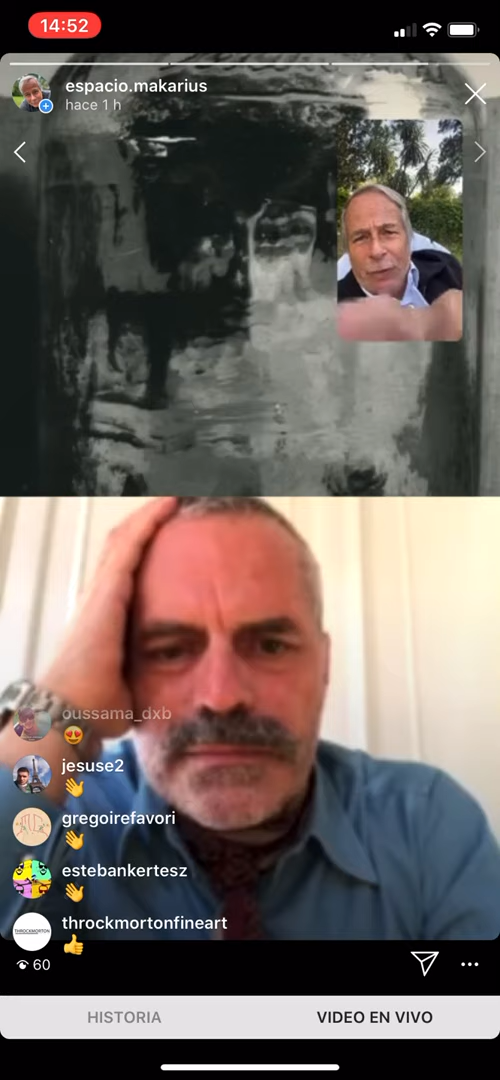 14:52
espacio.makarius
hace 1 h
oussama_dxb
😍
jesuse2
👋
gregoirefavori
👋
estebankertesz
👋
throckmortonfineart
THROCKMORTON
👍
60
HISTORIA
VIDEO EN VIVO